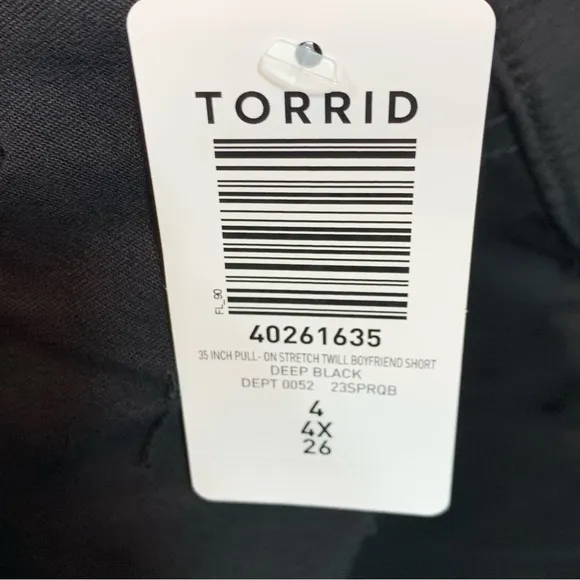 TORRID
FL_90
40261635
35 INCH PULL- ON STRETCH TWILL BOYFRIEND SHORT
DEEP BLACK
DEPT 0052 23SPRQB
4
4X
26